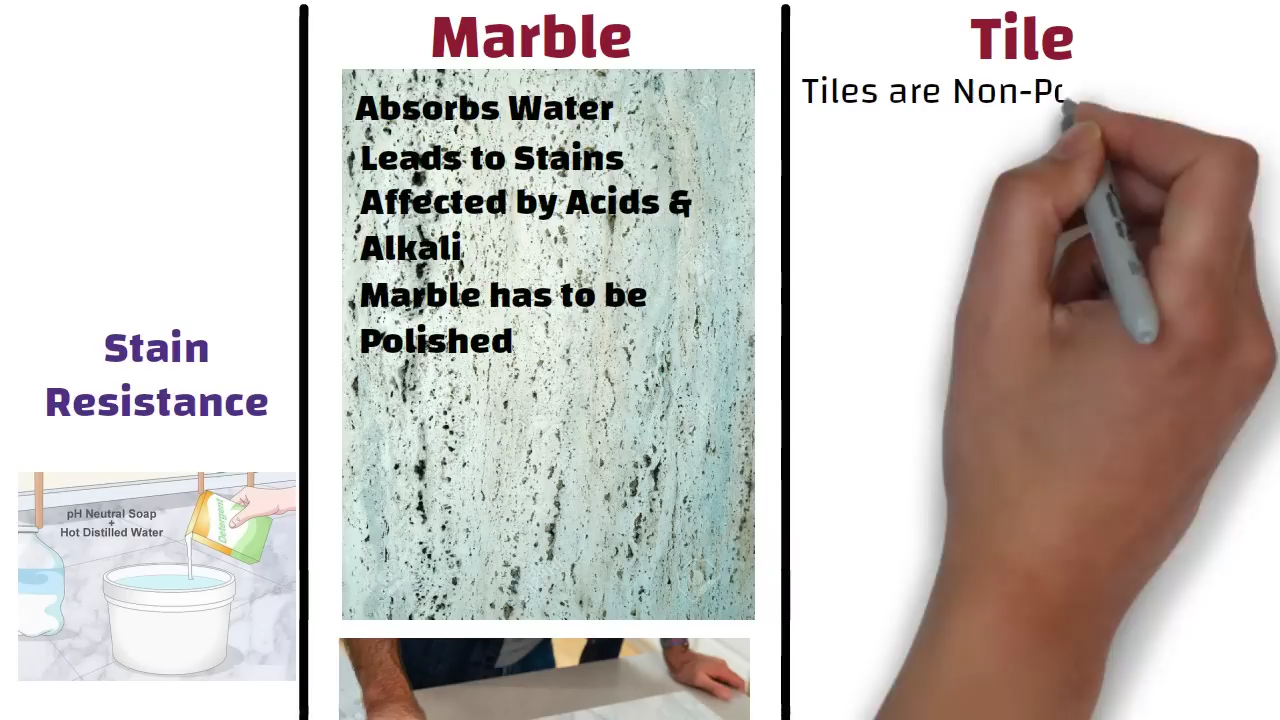 Marble
Tile
Absorbs Water
Leads to Stains
Affected by Acids &
Alkali
Marble has to be
Polished
Tiles are Non-Po
Stain
Resistance
pH Neutral Soap
+
Hot Distilled Water
Detergent